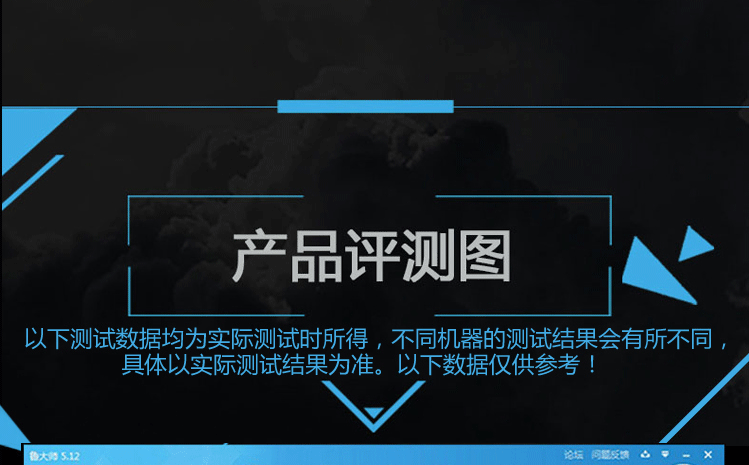 产品评测图
以下测试数据均为实际测试时所得，不同机器的测试结果会有所不同，
具体以实际测试结果为准。以下数据仅供参考！
鲁大师 5.12 论坛 问题反馈